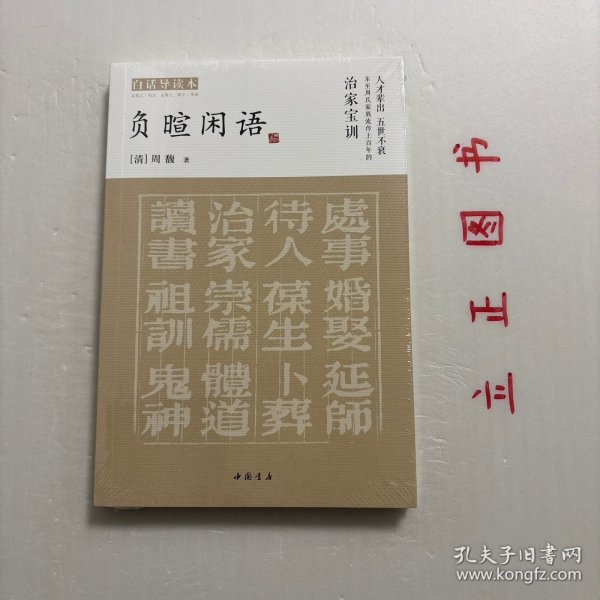 白话导读本
负暄闲语
[清]周馥 著
人才辈出 五世不衰
东至周氏家族流传上百年的
治家宝训
處事 婚娶 延師
待人 葆生 卜葬
治家 崇儒 體道
讀書 祖訓 鬼神
中国书店
书图正立
孔夫子旧书网
www.kongfz.com